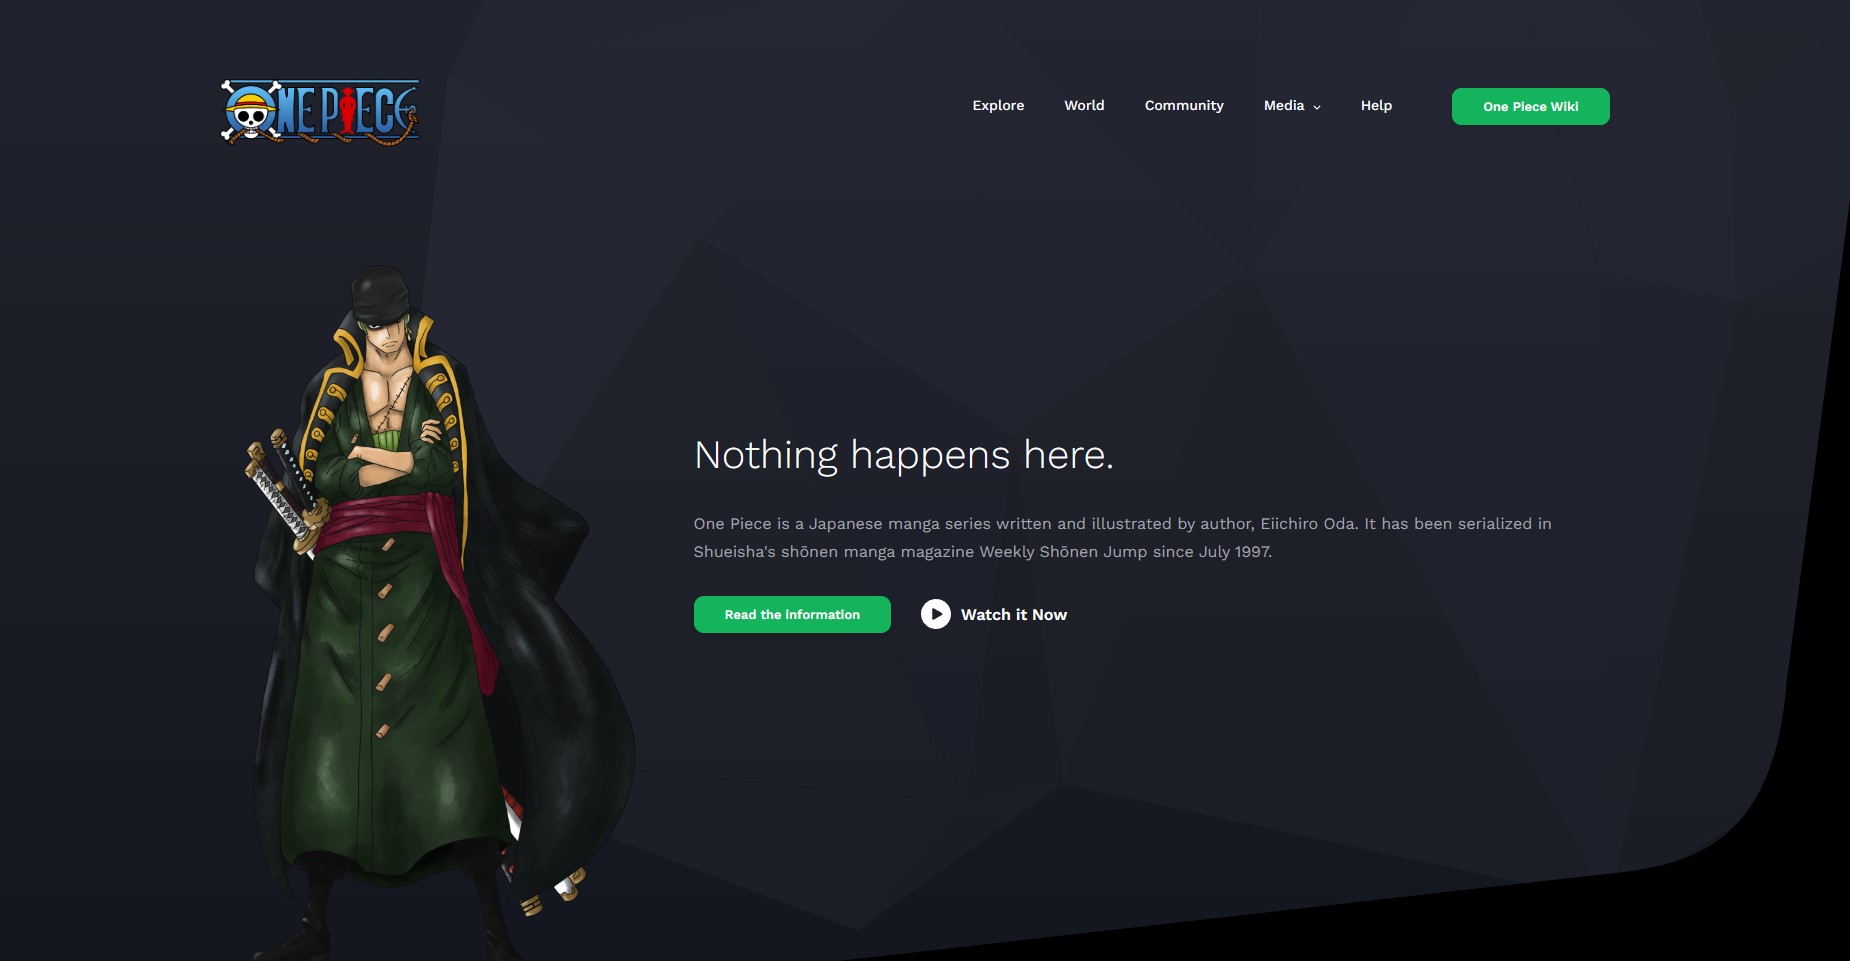 ONE PIECE
Explore World Community Media Help One Piece Wiki
Nothing happens here.
One Piece is a Japanese manga series written and illustrated by author, Eiichiro Oda. It has been serialized in
Shueisha's shōnen manga magazine Weekly Shōnen Jump since July 1997.
Read the information Watch it Now